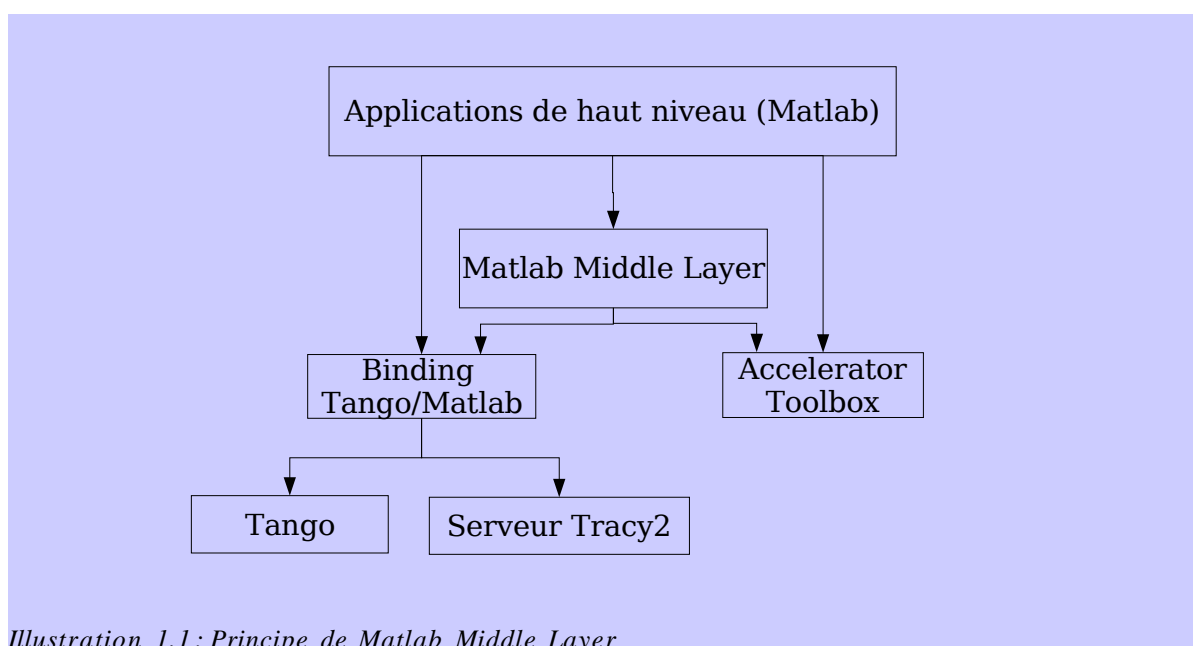 Applications de haut niveau (Matlab)
Matlab Middle Layer
Binding
Tango/Matlab
Accelerator
Toolbox
Tango
Serveur Tracy2
Illustration 1.1: Principe de Matlab Middle Layer